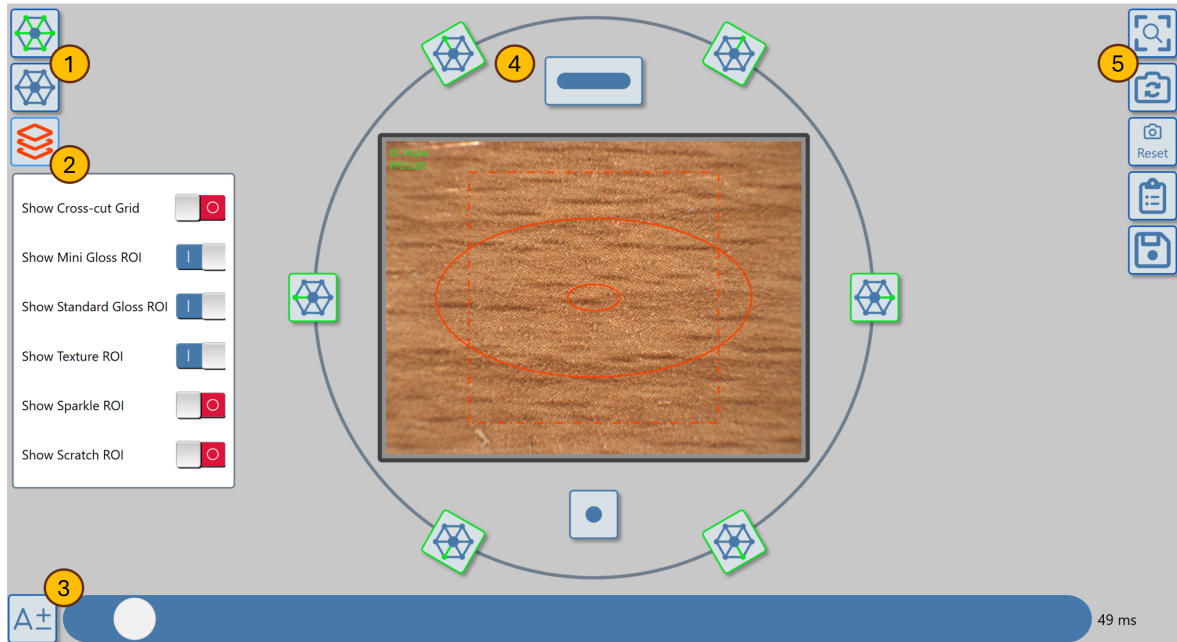 1
2
Show Cross-cut Grid
Show Mini Gloss ROI
Show Standard Gloss ROI
Show Texture ROI
Show Sparkle ROI
Show Scratch ROI
3
A±
49 ms
4
5
Reset